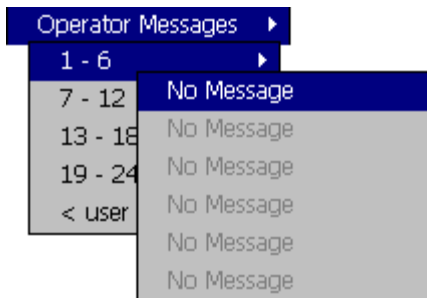 Operator Messages
1 - 6
7 - 12
13 - 18
19 - 24
< user
No Message
No Message
No Message
No Message
No Message
No Message